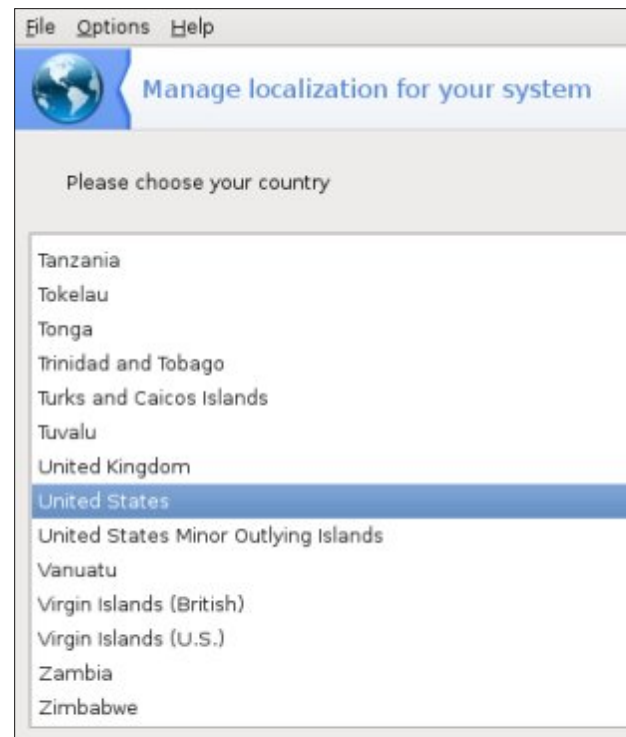 File Options Help
Manage localization for your system
Please choose your country
Tanzania
Tokelau
Tonga
Trinidad and Tobago
Turks and Caicos Islands
Tuvalu
United Kingdom
United States
United States Minor Outlying Islands
Vanuatu
Virgin Islands (British)
Virgin Islands (U.S.)
Zambia
Zimbabwe